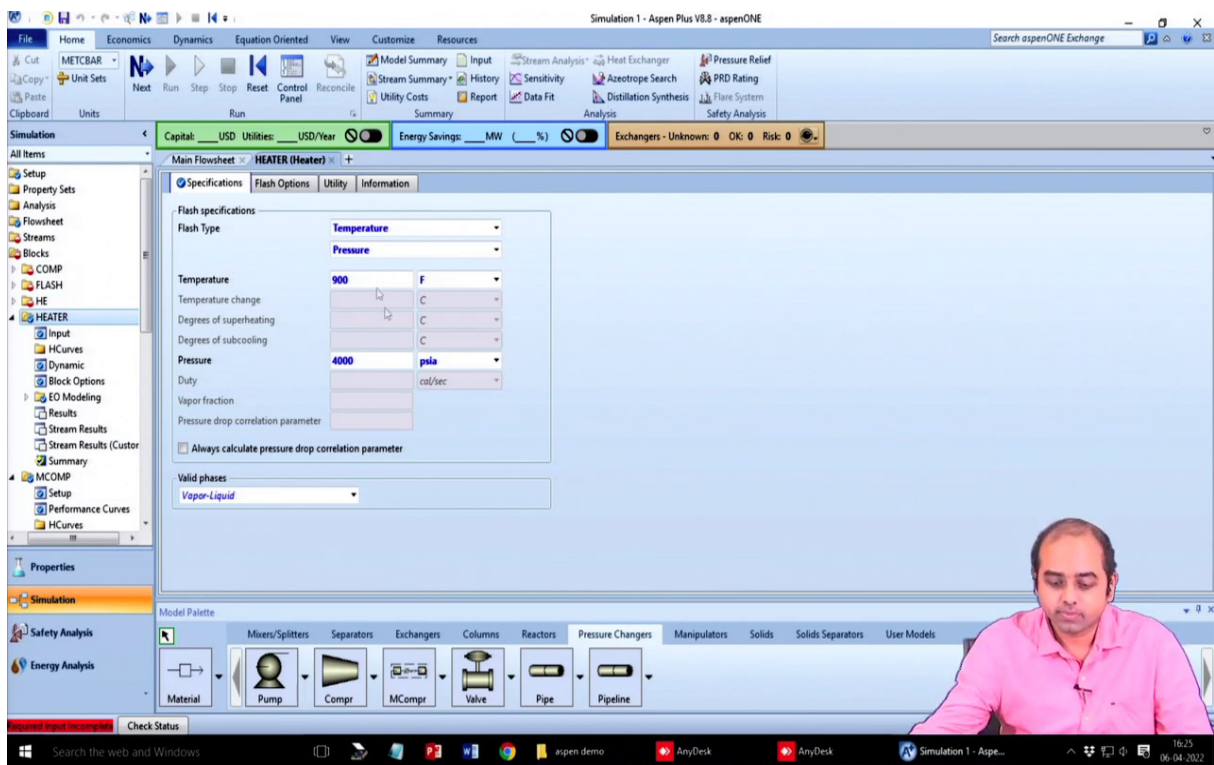 Simulation 1 - Aspen Plus V8.8 - aspenONE
File Home Economics Dynamics Equation Oriented View Customize Resources Search aspenONE Exchange
Cut METCBAR Model Summary Input Stream Analysis Heat Exchanger Pressure Relief
Copy Unit Sets Next Run Step Stop Reset Control Panel Reconcile Stream Summary History Sensitivity Azeotrope Search PRD Rating
Paste Utility Costs Report Data Fit Distillation Synthesis Flare System
Clipboard Units Run Summary Analysis Safety Analysis
Simulation Capital: ____USD Utilities: ____USD/Year Energy Savings: ____MW (____%) Exchangers - Unknown: 0 OK: 0 Risk: 0
All Items Main Flowsheet HEATER (Heater) +
Setup
Property Sets
Analysis
Flowsheet
Streams
Blocks
COMP
FLASH
HE
HEATER
Input
HCurves
Dynamic
Block Options
EO Modeling
Results
Stream Results
Stream Results (Custor
Summary
MCOMP
Setup
Performance Curves
HCurves
Properties
Simulation
Safety Analysis
Energy Analysis
Specifications Flash Options Utility Information
Flash specifications
Flash Type Temperature
Pressure
Temperature 900 F
Temperature change C
Degrees of superheating C
Degrees of subcooling C
Pressure 4000 psia
Duty cal/sec
Vapor fraction
Pressure drop correlation parameter
Always calculate pressure drop correlation parameter
Valid phases
Vapor-Liquid
Model Palette
Mixers/Splitters Separators Exchangers Columns Reactors Pressure Changers Manipulators Solids Solids Separators User Models
Material Pump Compr MCompr Valve Pipe Pipeline
Required Input Incomplete Check Status
Search the web and Windows aspen demo AnyDesk AnyDesk Simulation 1 - Aspe... 16:25
06-04-2022